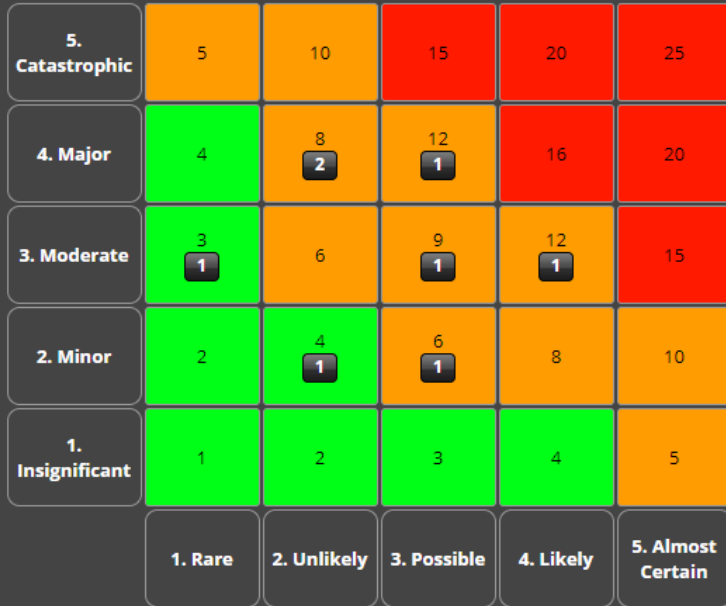 5.
Catastrophic
5 10 15 20 25
4. Major
4
8
2
12
1
16 20
3. Moderate
3
1
6
9
1
12
1
15
2. Minor
2
4
1
6
1
8 10
1.
Insignificant
1 2 3 4 5
1. Rare
2. Unlikely
3. Possible
4. Likely
5. Almost
Certain